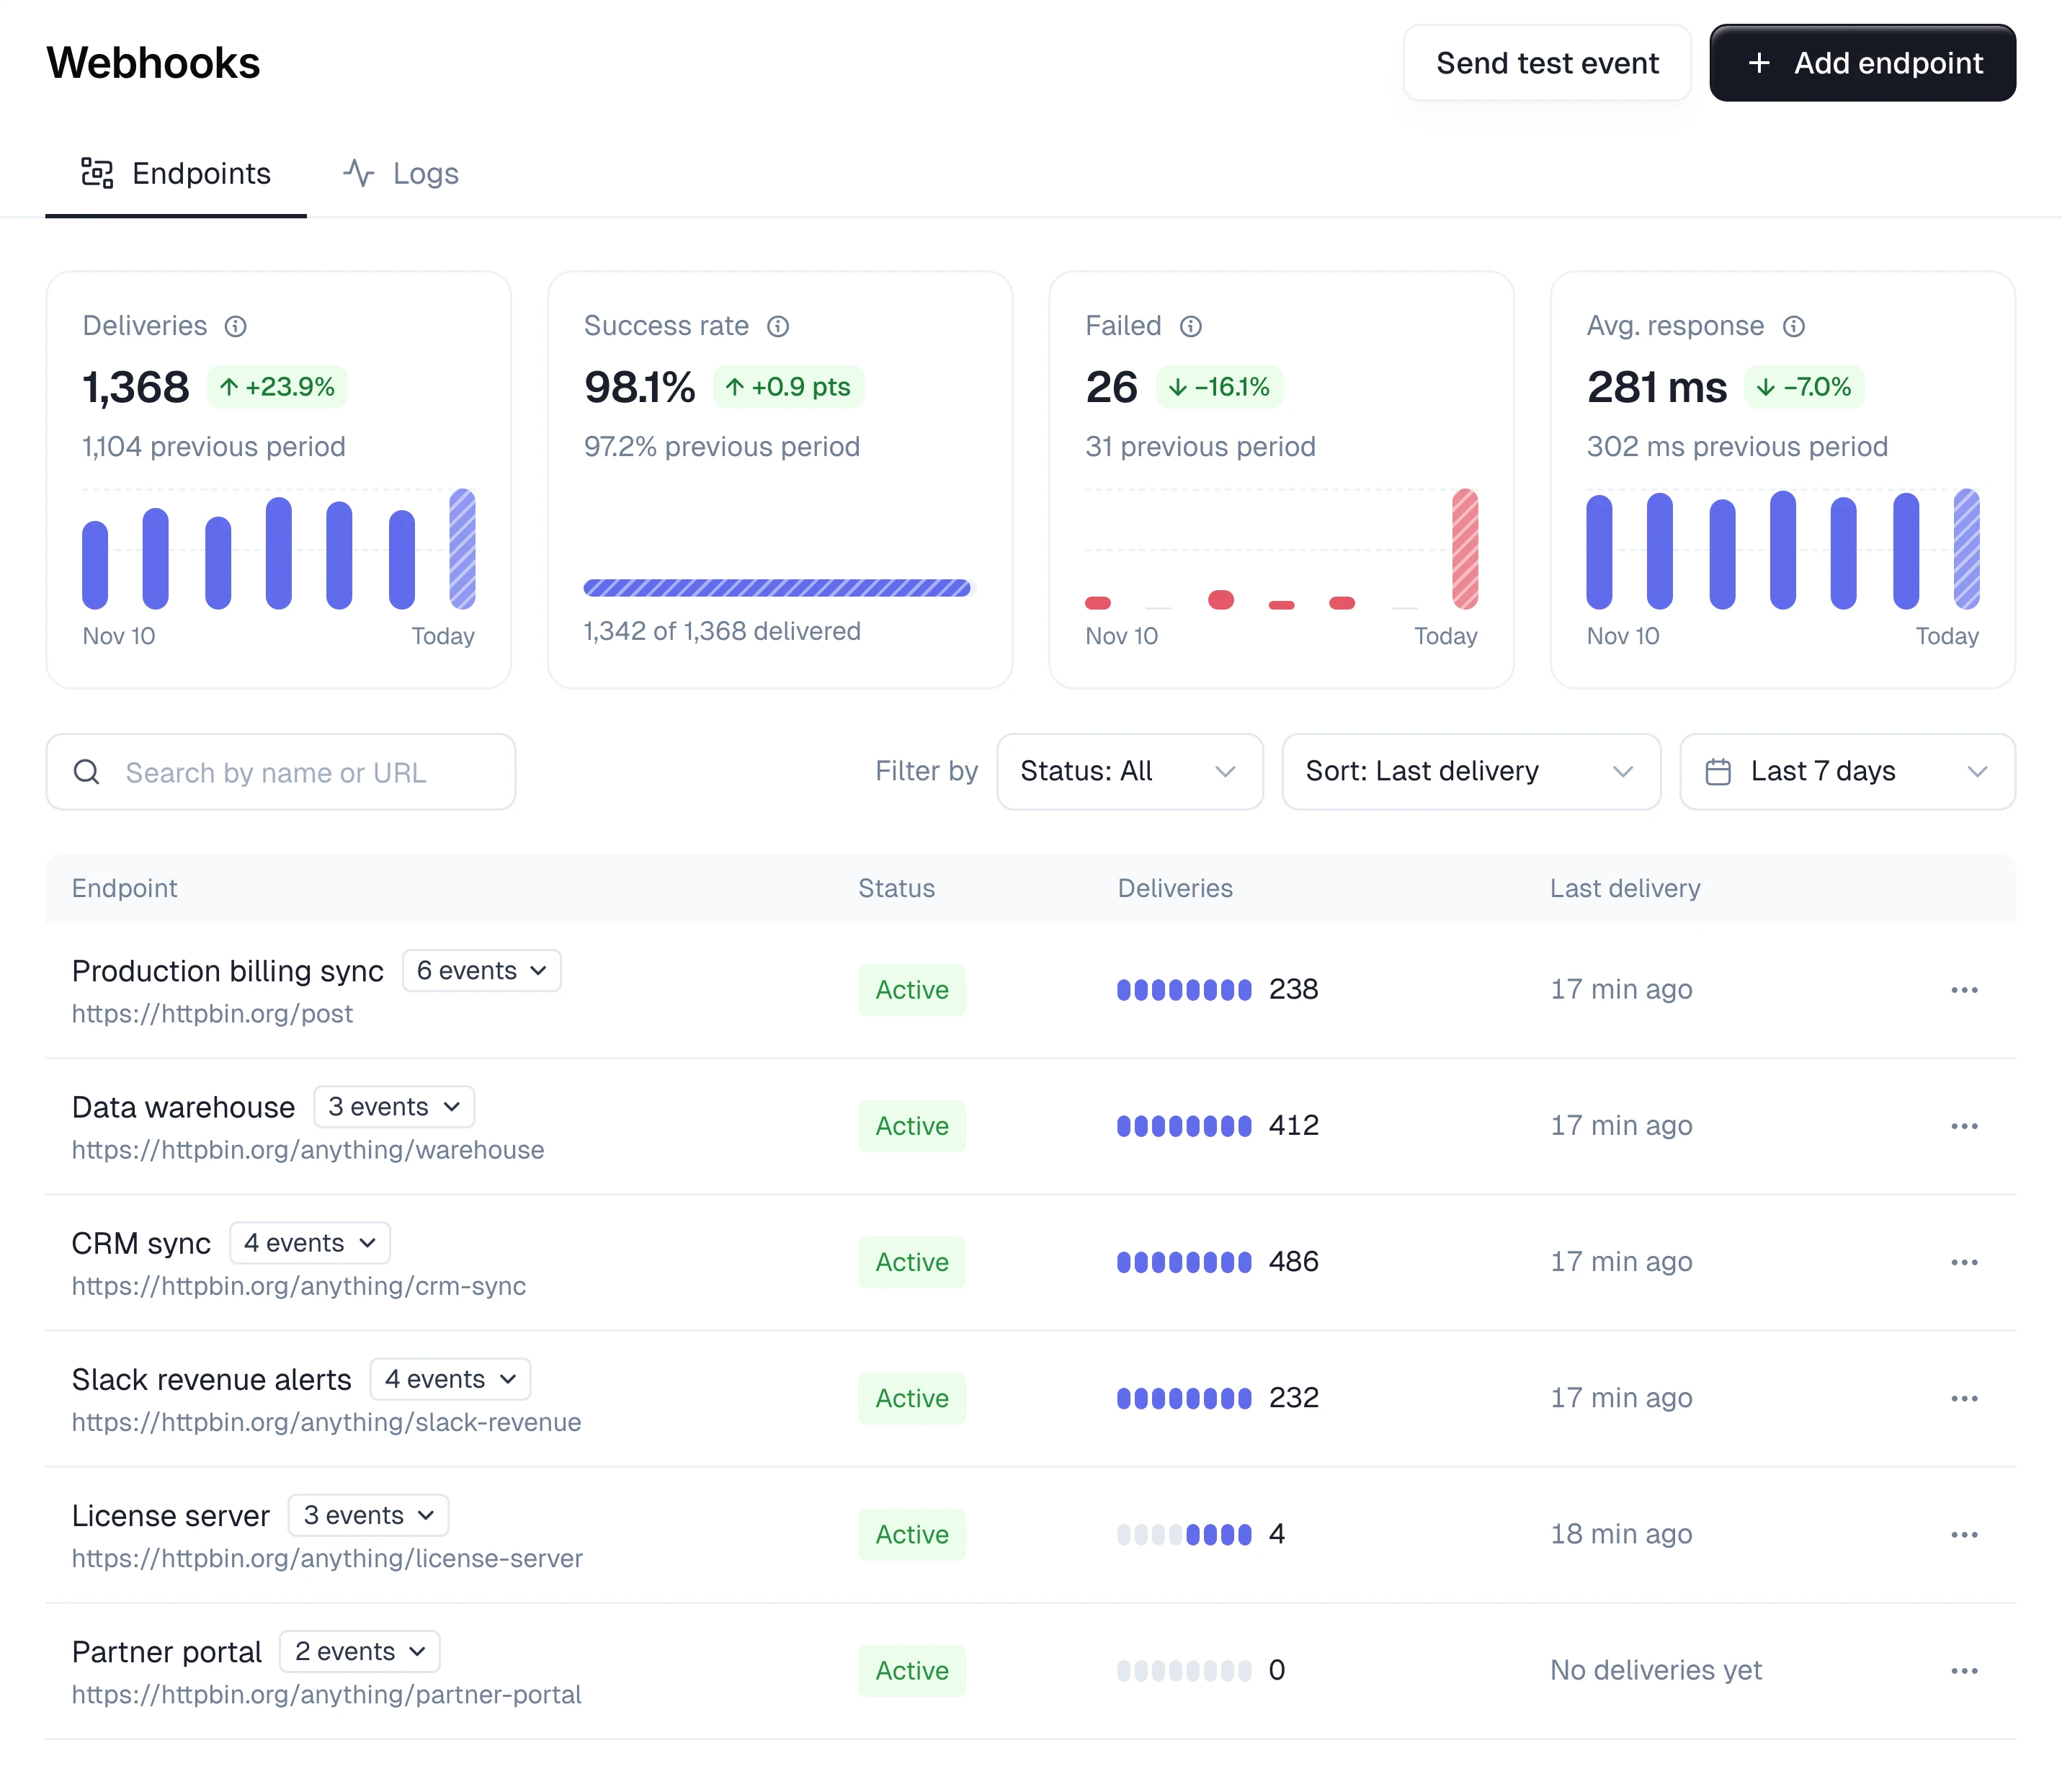 Webhooks
Send test event
Add endpoint
Endpoints
Logs
Deliveries
1,368 +23.9%
1,104 previous period
Nov 10 Today
Success rate
98.1% +0.9 pts
97.2% previous period
1,342 of 1,368 delivered
Failed
26 −16.1%
31 previous period
Nov 10 Today
Avg. response
281 ms −7.0%
302 ms previous period
Nov 10 Today
Search by name or URL
Filter by
Status: All
Sort: Last delivery
Last 7 days
Endpoint Status Deliveries Last delivery
Production billing sync 6 events
https://httpbin.org/post
Active 238 17 min ago
Data warehouse 3 events
https://httpbin.org/anything/warehouse
Active 412 17 min ago
CRM sync 4 events
https://httpbin.org/anything/crm-sync
Active 486 17 min ago
Slack revenue alerts 4 events
https://httpbin.org/anything/slack-revenue
Active 232 17 min ago
License server 3 events
https://httpbin.org/anything/license-server
Active 4 18 min ago
Partner portal 2 events
https://httpbin.org/anything/partner-portal
Active 0 No deliveries yet